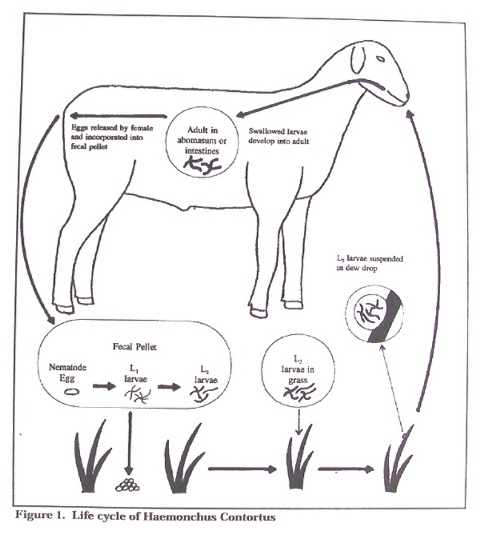 Eggs released by female
and incorporated into
fecal pellet
Adult in
abomasum or
intestines
Swallowed larvae
develop into adult
L₃ larvae suspended
in dew drop
Fecal Pellet
Nematode
Egg
L₁
larvae
L₂
larvae
larvae in
grass
Figure 1. Life cycle of Haemonchus Contortus